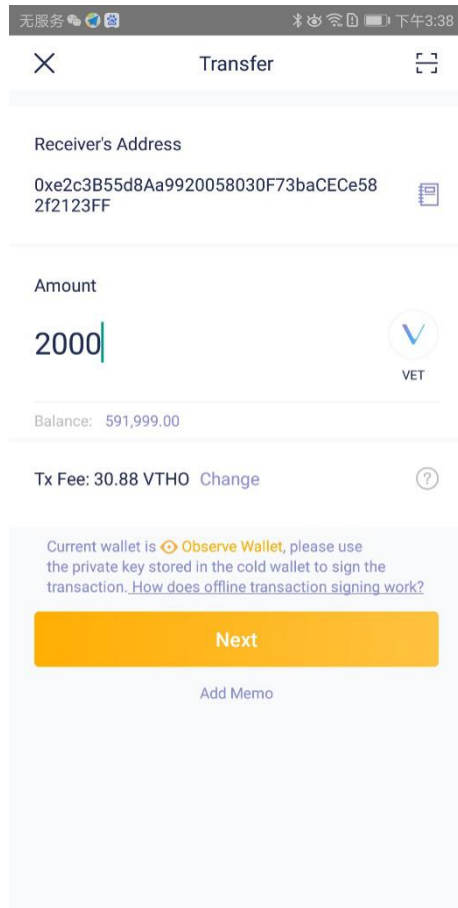 无服务 下午3:38
Transfer
Receiver's Address
0xe2c3B55d8Aa9920058030F73baCECe58
2f2123FF
Amount
2000
VET
Balance: 591,999.00
Tx Fee: 30.88 VTHO Change ?
Current wallet is Observe Wallet, please use
the private key stored in the cold wallet to sign the
transaction. How does offline transaction signing work?
Next
Add Memo